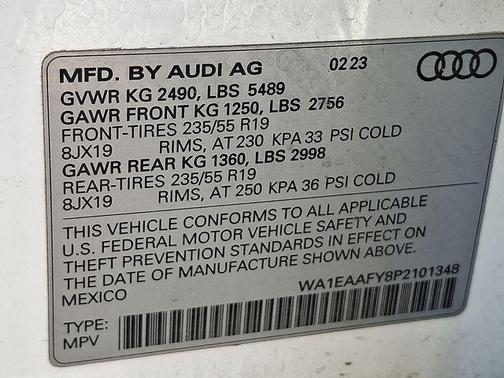 MFD. BY AUDI AG 02 23
GVWR KG 2490, LBS 5489
GAWR FRONT KG 1250, LBS 2756
FRONT-TIRES 235/55 R19
8JX19 RIMS, AT 230 KPA 33 PSI COLD
GAWR REAR KG 1360, LBS 2998
REAR-TIRES 235/55 R19
8JX19 RIMS, AT 250 KPA 36 PSI COLD
THIS VEHICLE CONFORMS TO ALL APPLICABLE
U.S. FEDERAL MOTOR VEHICLE SAFETY AND
THEFT PREVENTION STANDARDS IN EFFECT ON
THE DATE OF MANUFACTURE SHOWN ABOVE.
MEXICO WA1EAAFY8P2101348
TYPE:
MPV